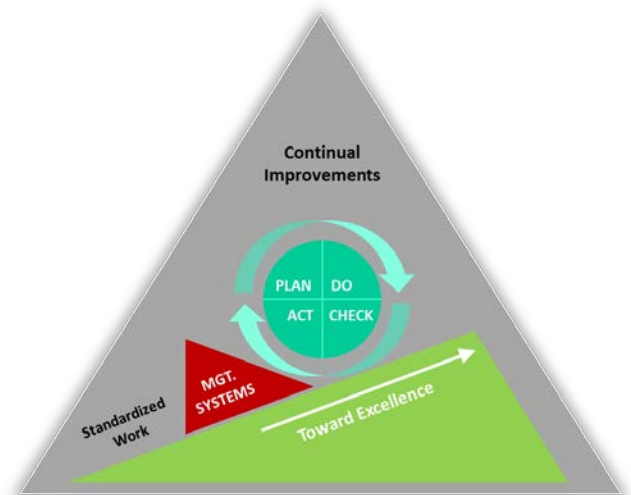 Continual
Improvements
PLAN DO
ACT CHECK
MGT.
SYSTEMS
Standardized
Work
Toward Excellence